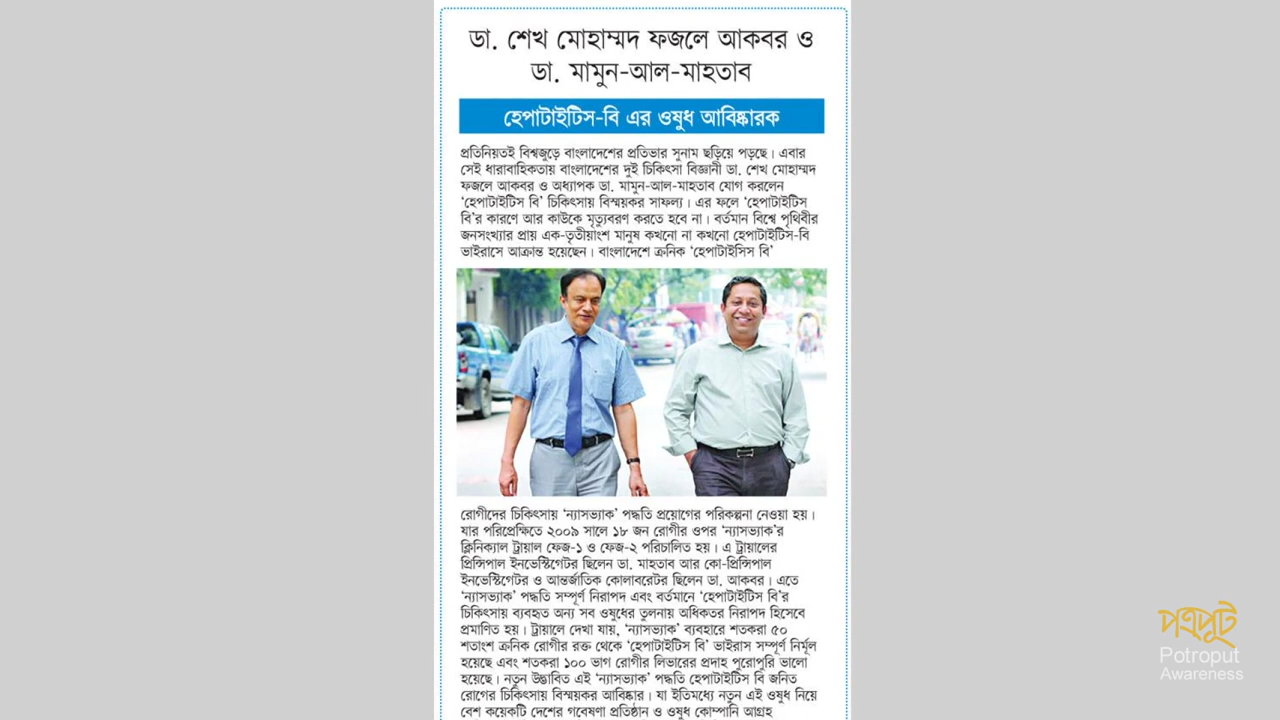 ডা. শেখ মোহাম্মদ ফজলে আকবর ও
ডা. মামুন-আল-মাহতাব
হেপাটাইটিস-বি এর ওষুধ আবিষ্কারক
প্রতিনিয়তই বিশ্বজুড়ে বাংলাদেশের প্রতিভার সুনাম ছড়িয়ে পড়ছে। এবার
সেই ধারাবাহিকতায় বাংলাদেশের দুই চিকিৎসা বিজ্ঞানী ডা. শেখ মোহাম্মদ
ফজলে আকবর ও অধ্যাপক ডা. মামুন-আল-মাহতাব যোগ করলেন
‘হেপাটাইটিস বি’ চিকিৎসায় বিস্ময়কর সাফল্য। এর ফলে ‘হেপাটাইটিস
বি’র কারণে আর কাউকে মৃত্যুবরণ করতে হবে না। বর্তমান বিশ্বে পৃথিবীর
জনসংখ্যার প্রায় এক-তৃতীয়াংশ মানুষ কখনো না কখনো হেপাটাইটিস-বি
ভাইরাসে আক্রান্ত হয়েছেন। বাংলাদেশে ক্রনিক ‘হেপাটাইসিস বি’
রোগীদের চিকিৎসায় ‘ন্যাসভ্যাক’ পদ্ধতি প্রয়োগের পরিকল্পনা নেওয়া হয়।
যার পরিপ্রেক্ষিতে ২০০৯ সালে ১৮ জন রোগীর ওপর ‘ন্যাসভ্যাক’র
ক্লিনিক্যাল ট্রায়াল ফেজ-১ ও ফেজ-২ পরিচালিত হয়। এ ট্রায়ালের
প্রিন্সিপাল ইনভেস্টিগেটর ছিলেন ডা. মাহতাব আর কো-প্রিন্সিপাল
ইনভেস্টিগেটর ও আন্তর্জাতিক কোলাবরেটর ছিলেন ডা. আকবর। এতে
‘ন্যাসভ্যাক’ পদ্ধতি সম্পূর্ণ নিরাপদ এবং বর্তমানে ‘হেপাটাইটিস বি’র
চিকিৎসায় ব্যবহৃত অন্য সব ওষুধের তুলনায় অধিকতর নিরাপদ হিসেবে
প্রমাণিত হয়। ট্রায়ালে দেখা যায়, ‘ন্যাসভ্যাক’ ব্যবহারে শতকরা ৫০
শতাংশ ক্রনিক রোগীর রক্ত থেকে ‘হেপাটাইটিস বি’ ভাইরাস সম্পূর্ণ নির্মূল
হয়েছে এবং শতকরা ১০০ ভাগ রোগীর লিভারের প্রদাহ পুরোপুরি ভালো
হয়েছে। নতুন উদ্ভাবিত এই ‘ন্যাসভ্যাক’ পদ্ধতি হেপাটাইটিস বি জনিত
রোগের চিকিৎসায় বিস্ময়কর আবিষ্কার। যা ইতিমধ্যে নতুন এই ওষুধ নিয়ে
বেশ কয়েকটি দেশের গবেষণা প্রতিষ্ঠান ও ওষুধ কোম্পানি আগ্রহ
পত্রপুট
Potroput
Awareness